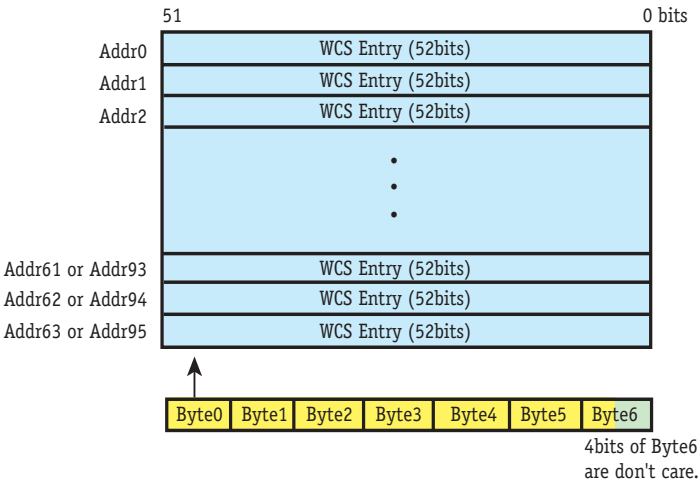 51 0 bits
Addr0 WCS Entry (52bits)
Addr1 WCS Entry (52bits)
Addr2 WCS Entry (52bits)
Addr61 or Addr93 WCS Entry (52bits)
Addr62 or Addr94 WCS Entry (52bits)
Addr63 or Addr95 WCS Entry (52bits)
Byte0 Byte1 Byte2 Byte3 Byte4 Byte5 Byte6
4bits of Byte6
are don't care.